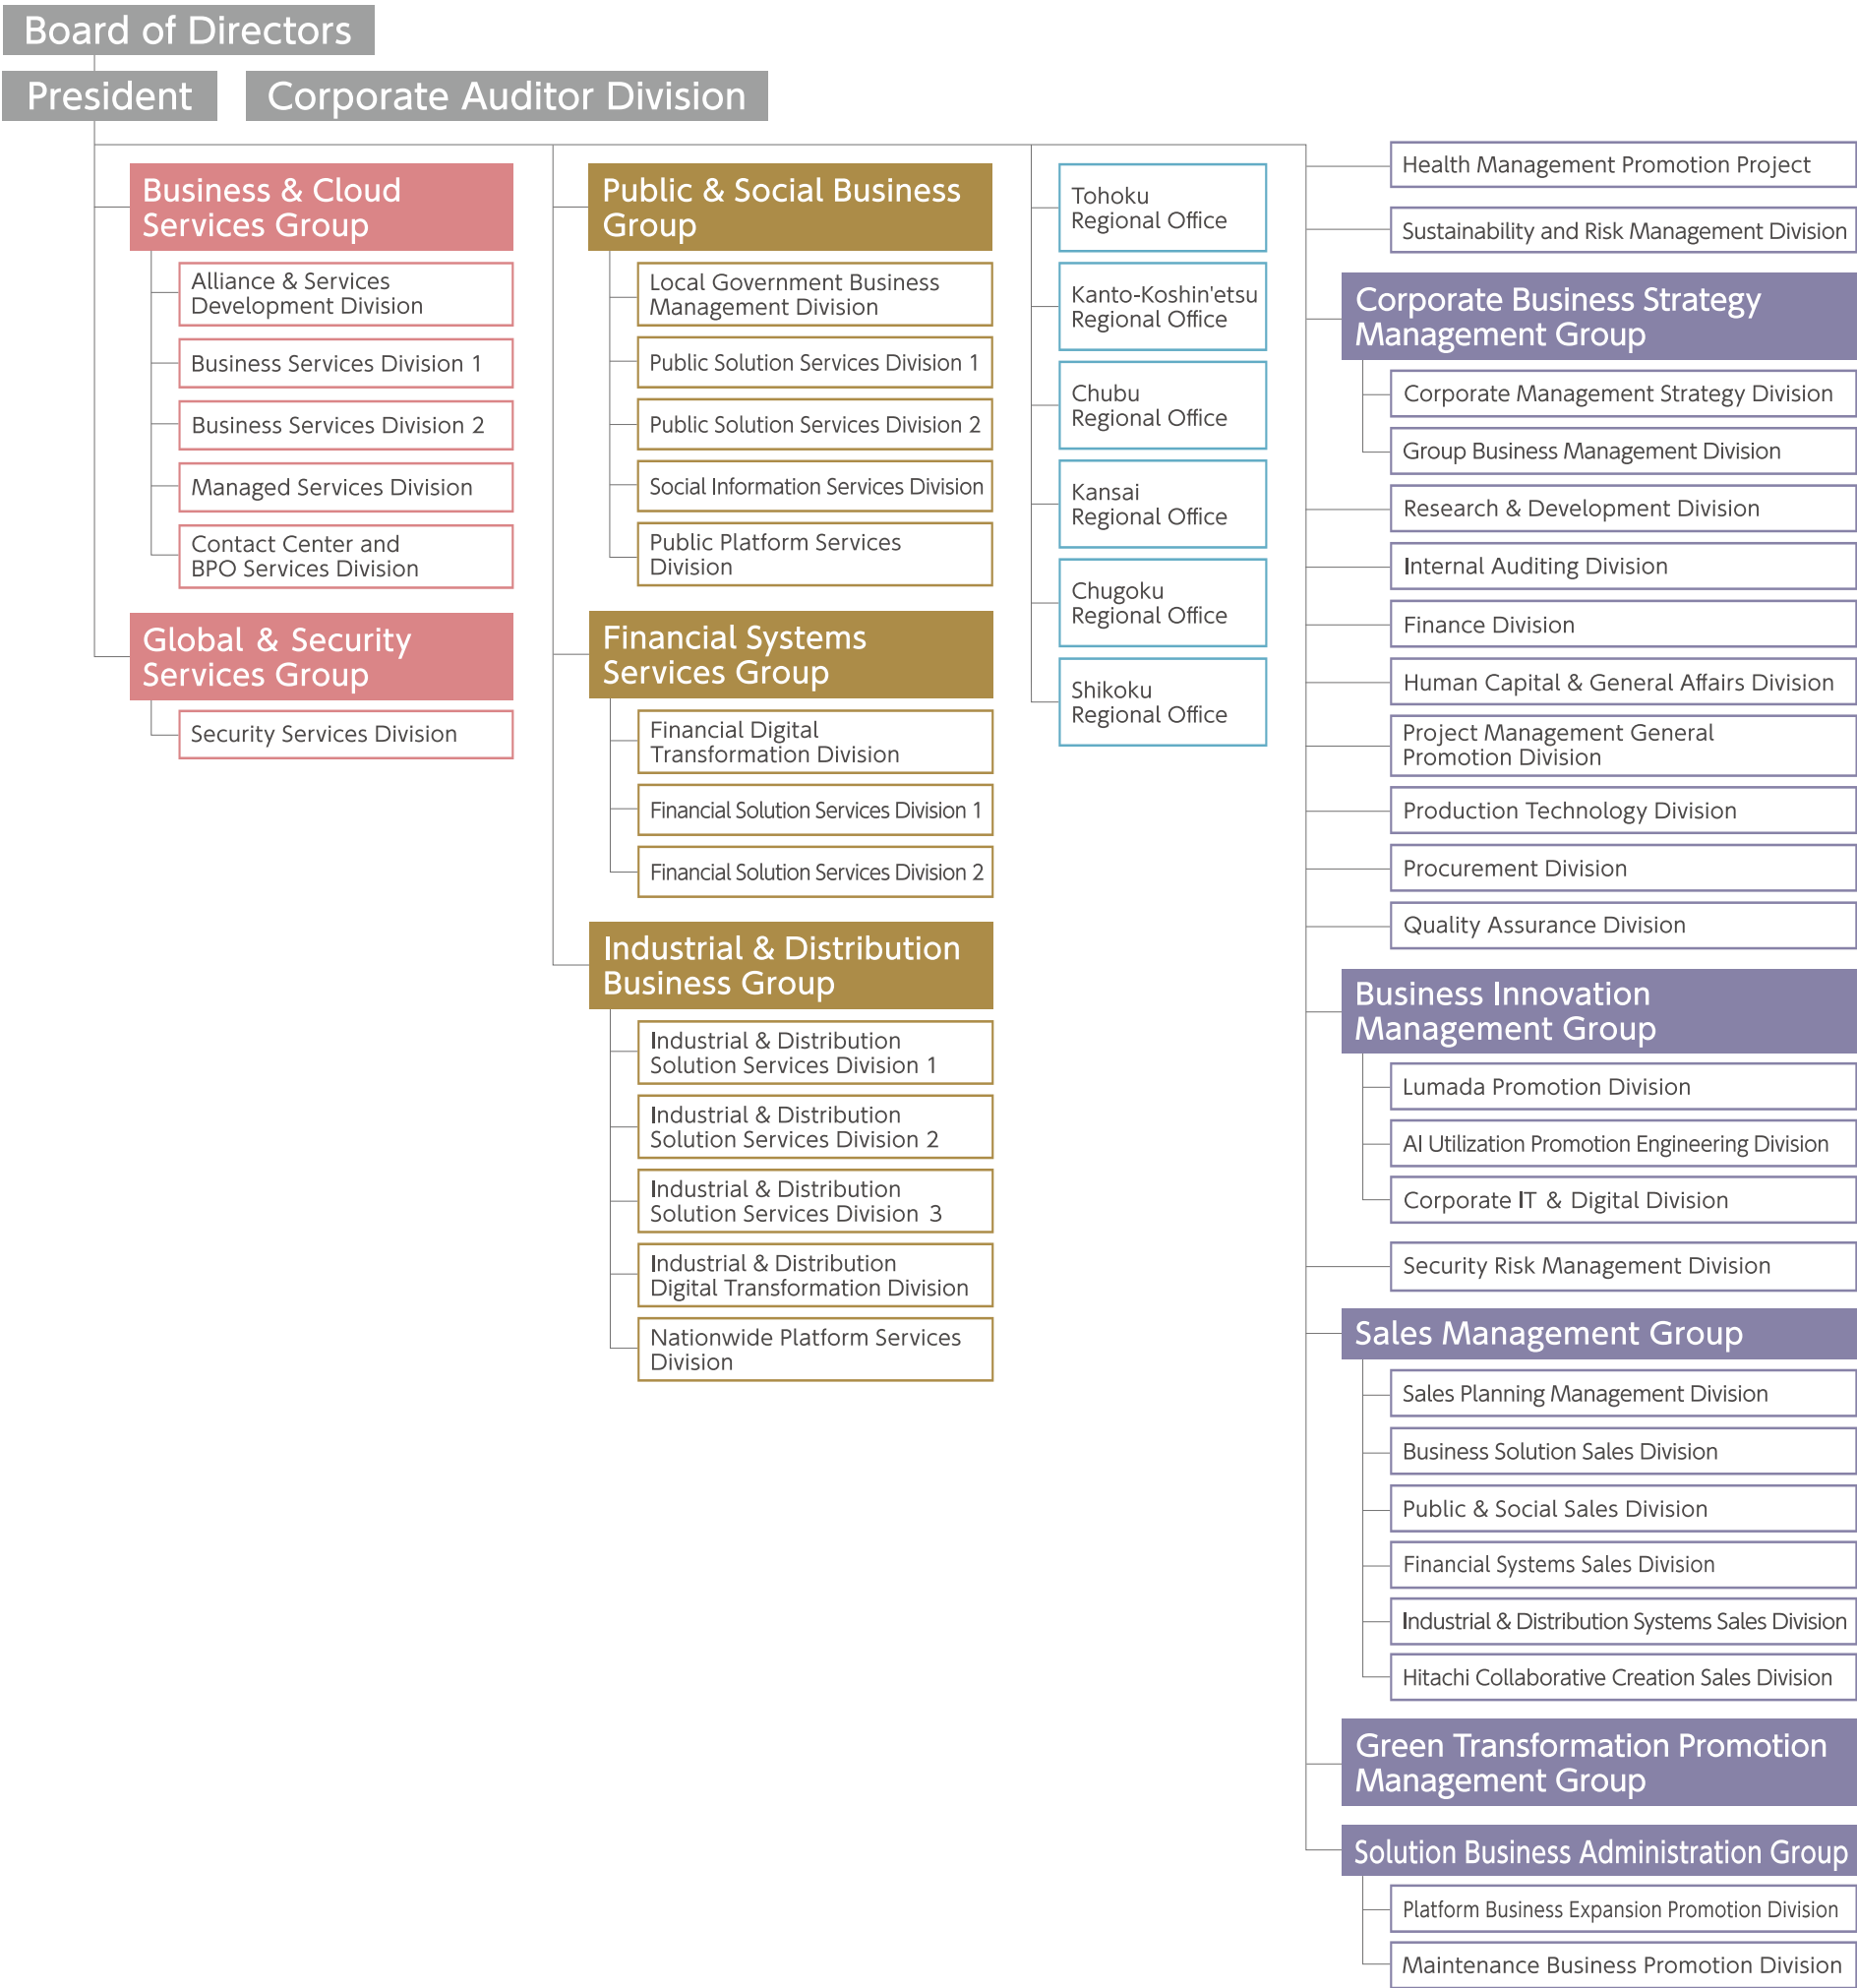 Board of Directors
President
Corporate Auditor Division
Business & Cloud
Services Group
Alliance & Services
Development Division
Business Services Division 1
Business Services Division 2
Managed Services Division
Contact Center and
BPO Services Division
Global & Security
Services Group
Security Services Division
Public & Social Business
Group
Local Government Business
Management Division
Public Solution Services Division 1
Public Solution Services Division 2
Social Information Services Division
Public Platform Services
Division
Financial Systems
Services Group
Financial Digital
Transformation Division
Financial Solution Services Division 1
Financial Solution Services Division 2
Industrial & Distribution
Business Group
Industrial & Distribution
Solution Services Division 1
Industrial & Distribution
Solution Services Division 2
Industrial & Distribution
Solution Services Division 3
Industrial & Distribution
Digital Transformation Division
Nationwide Platform Services
Division
Tohoku
Regional Office
Kanto-Koshin'etsu
Regional Office
Chubu
Regional Office
Kansai
Regional Office
Chugoku
Regional Office
Shikoku
Regional Office
Health Management Promotion Project
Sustainability and Risk Management Division
Corporate Business Strategy
Management Group
Corporate Management Strategy Division
Group Business Management Division
Research & Development Division
Internal Auditing Division
Finance Division
Human Capital & General Affairs Division
Project Management General
Promotion Division
Production Technology Division
Procurement Division
Quality Assurance Division
Business Innovation
Management Group
Lumada Promotion Division
AI Utilization Promotion Engineering Division
Corporate IT & Digital Division
Security Risk Management Division
Sales Management Group
Sales Planning Management Division
Business Solution Sales Division
Public & Social Sales Division
Financial Systems Sales Division
Industrial & Distribution Systems Sales Division
Hitachi Collaborative Creation Sales Division
Green Transformation Promotion
Management Group
Solution Business Administration Group
Platform Business Expansion Promotion Division
Maintenance Business Promotion Division